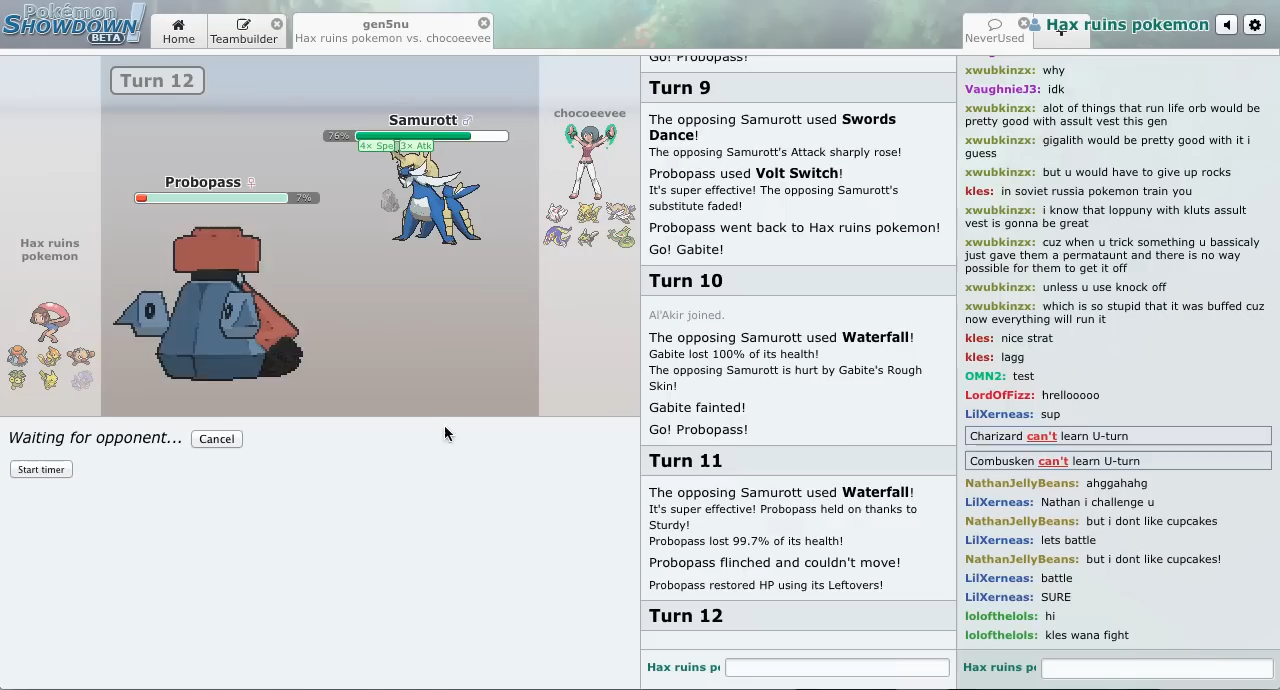 Pokémon
SHOWDOWN!
BETA
Home
Teambuilder
gen5nu
Hax ruins pokemon vs. chocoeevee
NeverUsed
Hax ruins pokemon
Turn 12
Samurott ♂
76%
4× Spe 3× Atk
Probopass ♀
7%
Hax ruins
pokemon
chocoeevee
Waiting for opponent... Cancel
Start timer
Go! Probopass!
Turn 9
The opposing Samurott used Swords
Dance!
The opposing Samurott's Attack sharply rose!
Probopass used Volt Switch!
It's super effective! The opposing Samurott's
substitute faded!
Probopass went back to Hax ruins pokemon!
Go! Gabite!
Turn 10
Al'Akir joined.
The opposing Samurott used Waterfall!
Gabite lost 100% of its health!
The opposing Samurott is hurt by Gabite's Rough
Skin!
Gabite fainted!
Go! Probopass!
Turn 11
The opposing Samurott used Waterfall!
It's super effective! Probopass held on thanks to
Sturdy!
Probopass lost 99.7% of its health!
Probopass flinched and couldn't move!
Probopass restored HP using its Leftovers!
Turn 12
Hax ruins p
xwubkinzx: why
VaughnieJ3: idk
xwubkinzx: alot of things that run life orb would be
pretty good with assult vest this gen
xwubkinzx: gigalith would be pretty good with it i
guess
xwubkinzx: but u would have to give up rocks
kles: in soviet russia pokemon train you
xwubkinzx: i know that loppuny with kluts assult
vest is gonna be great
xwubkinzx: cuz when u trick something u bassicaly
just gave them a permataunt and there is no way
possible for them to get it off
xwubkinzx: unless u use knock off
xwubkinzx: which is so stupid that it was buffed cuz
now everything will run it
kles: nice strat
kles: lagg
OMN2: test
LordOfFizz: hrellooooo
LilXerneas: sup
Charizard can't learn U-turn
Combusken can't learn U-turn
NathanJellyBeans: ahggahahg
LilXerneas: Nathan i challenge u
NathanJellyBeans: but i dont like cupcakes
LilXerneas: lets battle
NathanJellyBeans: but i dont like cupcakes!
LilXerneas: battle
LilXerneas: SURE
lolofthelols: hi
lolofthelols: kles wana fight
Hax ruins p